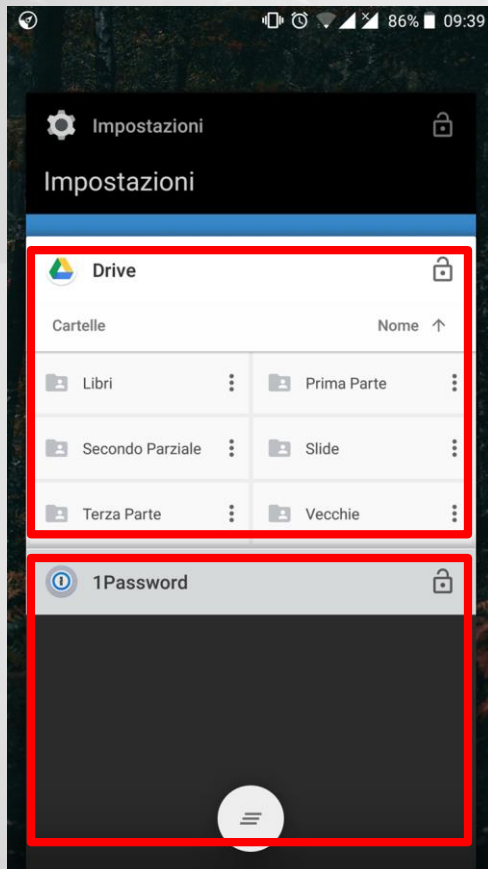 86% 09:39
Impostazioni
Impostazioni
Drive
Cartelle Nome
Libri Prima Parte
Secondo Parziale Slide
Terza Parte Vecchie
1Password